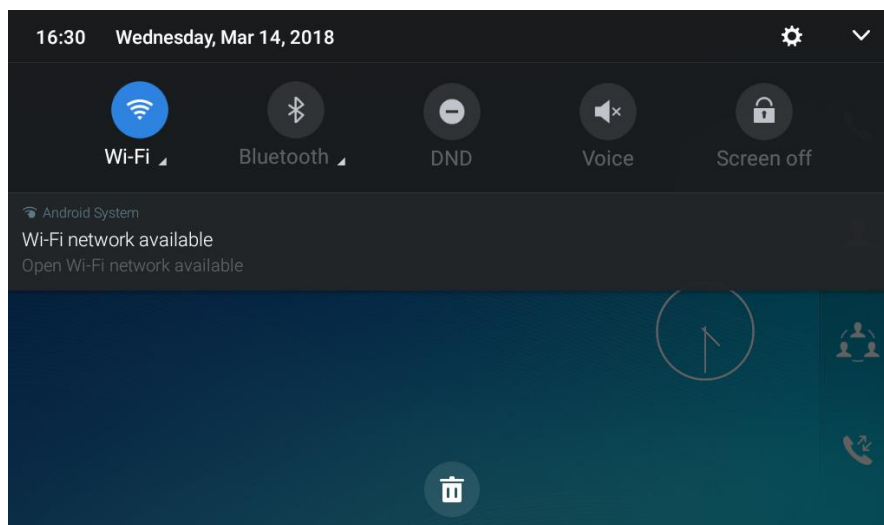 16:30 Wednesday, Mar 14, 2018
Wi-Fi Bluetooth DND Voice Screen off
Android System
Wi-Fi network available
Open Wi-Fi network available